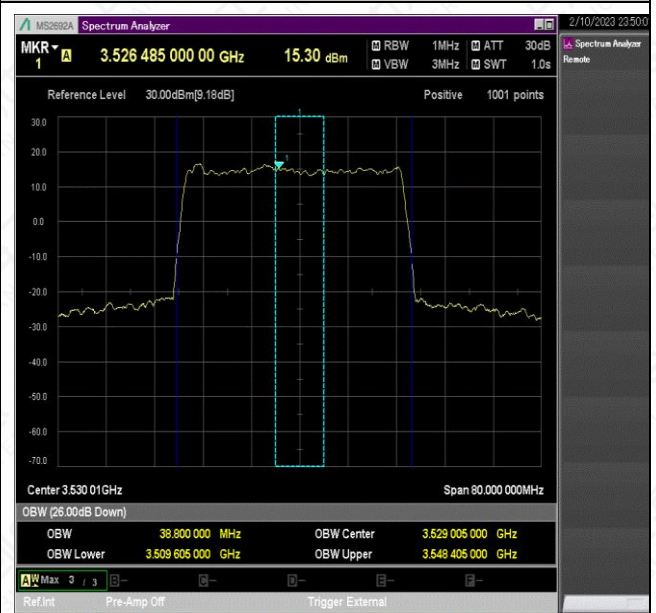 MS2692A Spectrum Analyzer
2/10/2023 23:50:0
MKR 1 A 3.526 485 000 00 GHz 15.30 dBm
M RBW 1MHz M ATT 30dB
M VBW 3MHz M SWT 1.0s
Spectrum Analyzer
Remote
Reference Level 30.00dBm[9.18dB] Positive 1001 points
1
30.0
20.0
1
10.0
0.0
-10.0
-20.0
-30.0
-40.0
-50.0
-60.0
-70.0
Center 3.530 01GHz Span 80.000 000MHz
OBW (26.00dB Down)
OBW 38.800 000 MHz OBW Center 3.529 005 000 GHz
OBW Lower 3.509 605 000 GHz OBW Upper 3.548 405 000 GHz
A W Max 3 / 3 B- C- D- E- F-
Ref.Int Pre-Amp Off Trigger External